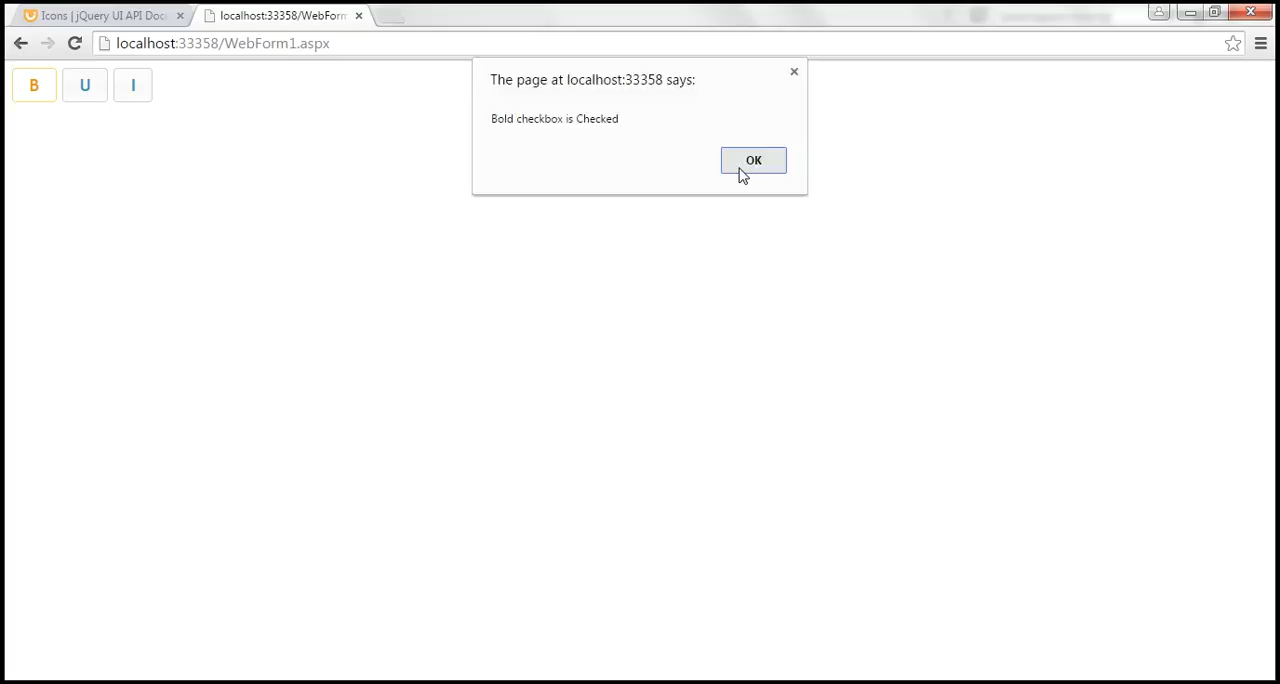 Icons | jQuery UI API Doc
localhost:33358/WebForm
localhost:33358/WebForm1.aspx
B U I
The page at localhost:33358 says:
Bold checkbox is Checked
OK